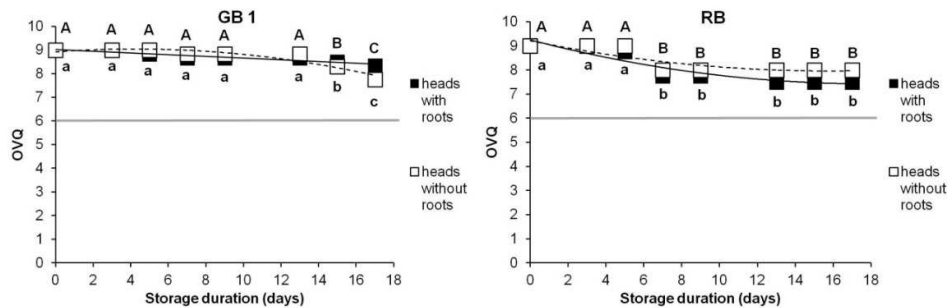 GB 1
10
9
8
7
6
5
4
3
2
1
0
OVQ
A A A A A A B C
a a a a a a b c
0 2 4 6 8 10 12 14 16 18
Storage duration (days)
heads
with
roots
heads
without
roots
RB
10
9
8
7
6
5
4
3
2
1
0
OVQ
A A A B B B B B
a a a b b b b b
0 2 4 6 8 10 12 14 16 18
Storage duration (days)
heads
with
roots
heads
without
roots